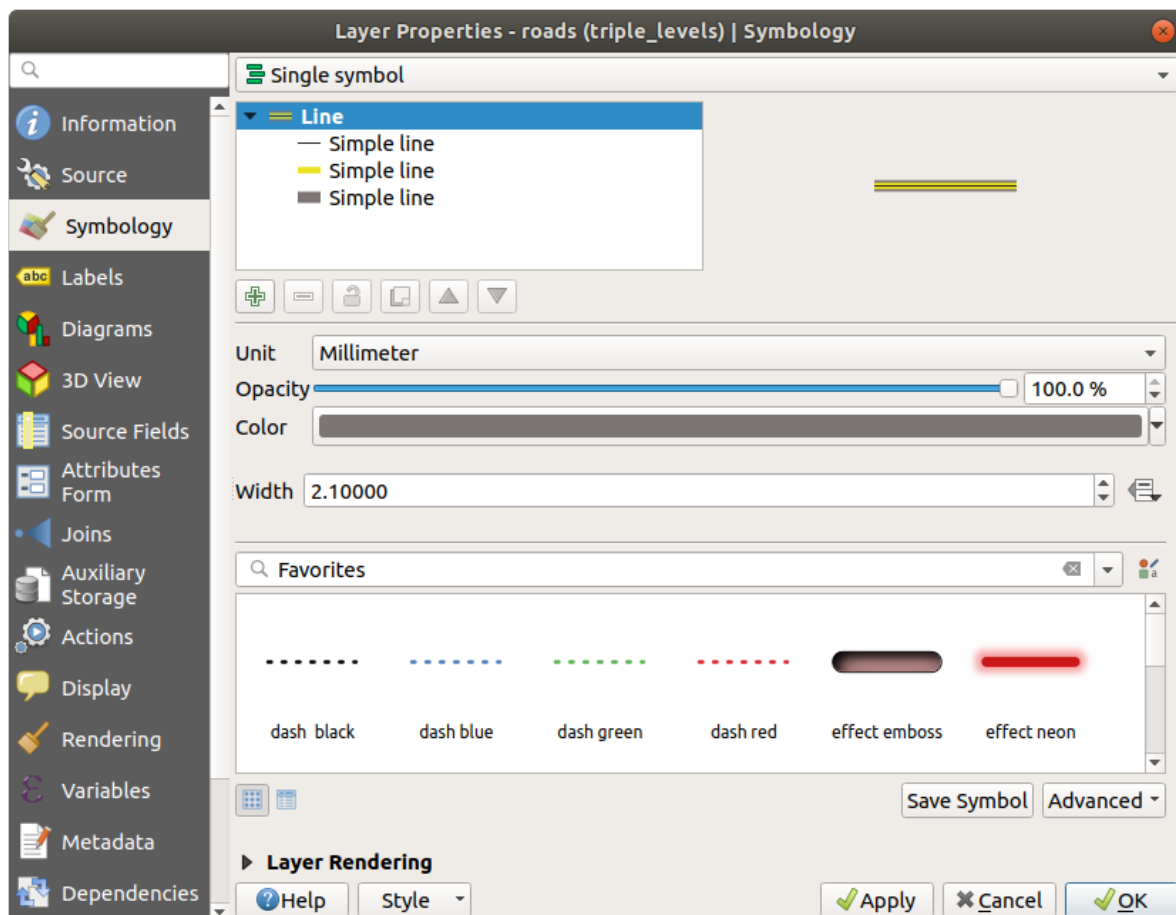 Layer Properties - roads (triple_levels) | Symbology
Information
Source
Symbology
abc Labels
Diagrams
3D View
Source Fields
Attributes
Form
Joins
Auxiliary
Storage
Actions
Display
Rendering
Variables
Metadata
Dependencies
Single symbol
Line
Simple line
Simple line
Simple line
Unit Millimeter
Opacity 100.0 %
Color
Width 2.10000
Favorites
dash black dash blue dash green dash red effect emboss effect neon
Save Symbol Advanced
Layer Rendering
Help Style Apply Cancel OK